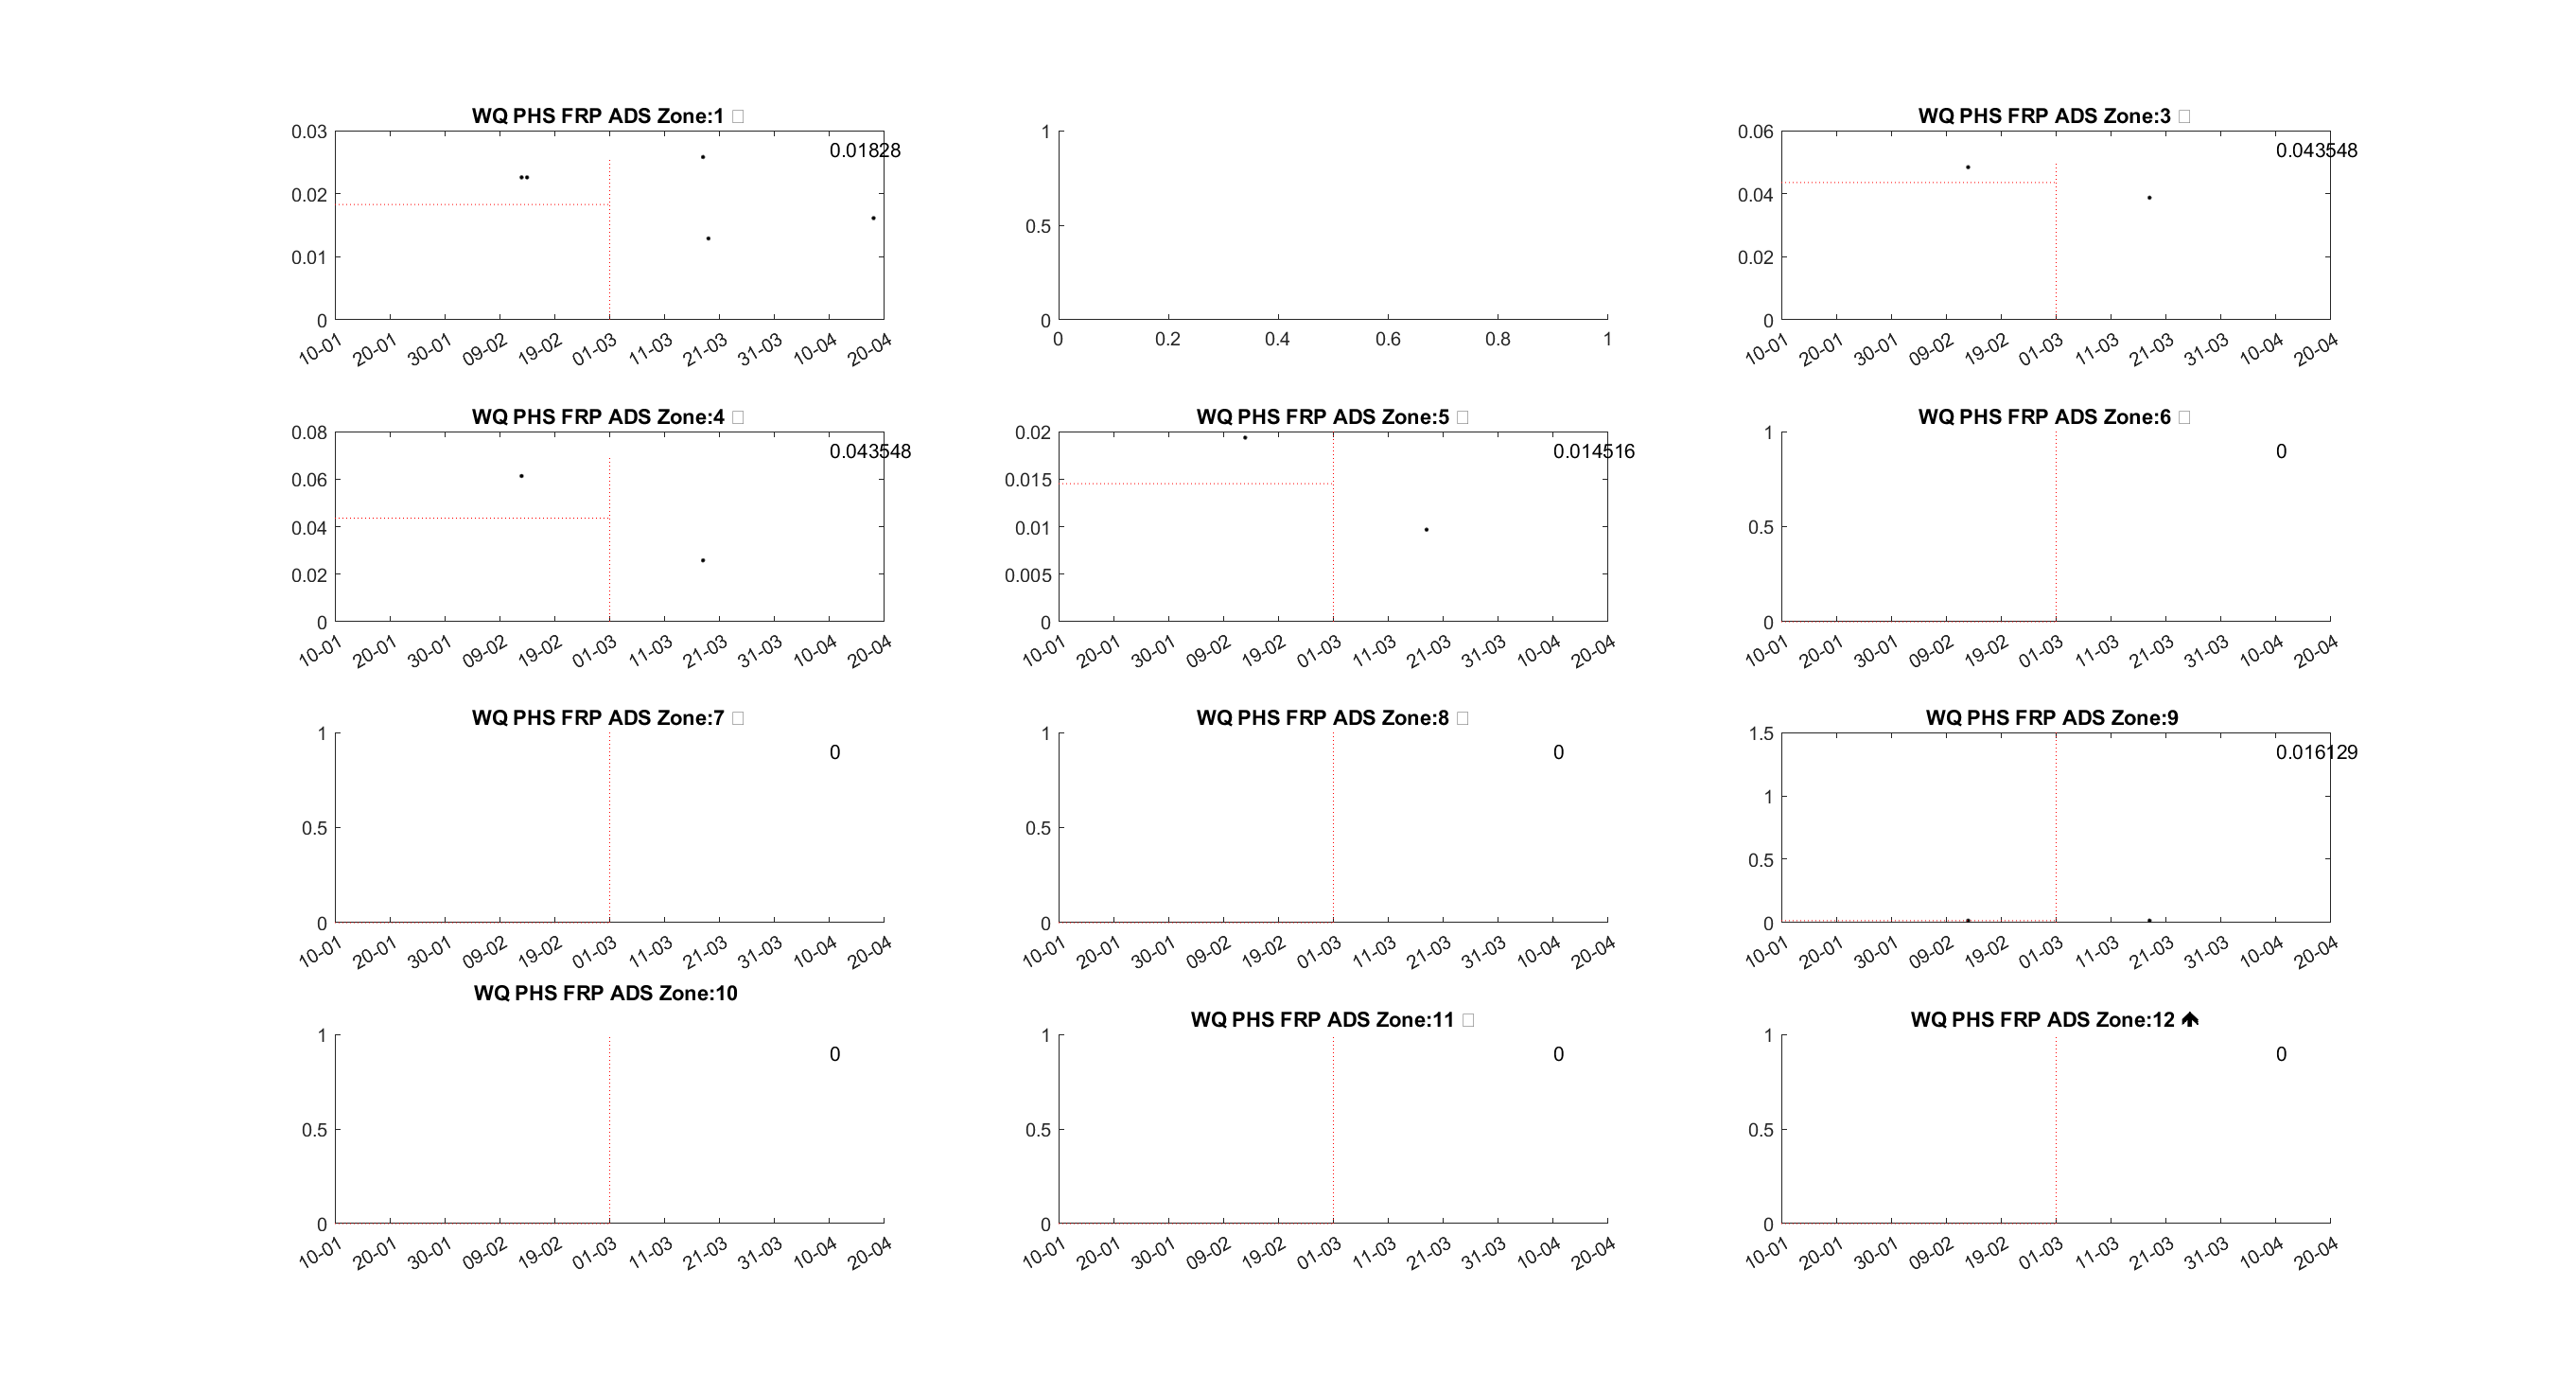 WQ PHS FRP ADS Zone:1 □
0.03
0.02
0.01
0
0.01828
10-01 20-01 30-01 09-02 19-02 01-03 11-03 21-03 31-03 10-04 20-04
1
0.5
0
0 0.2 0.4 0.6 0.8 1
WQ PHS FRP ADS Zone:3 □
0.06
0.04
0.02
0
0.043548
10-01 20-01 30-01 09-02 19-02 01-03 11-03 21-03 31-03 10-04 20-04
WQ PHS FRP ADS Zone:4 □
0.08
0.06
0.04
0.02
0
0.043548
10-01 20-01 30-01 09-02 19-02 01-03 11-03 21-03 31-03 10-04 20-04
WQ PHS FRP ADS Zone:5 □
0.02
0.015
0.01
0.005
0
0.014516
10-01 20-01 30-01 09-02 19-02 01-03 11-03 21-03 31-03 10-04 20-04
WQ PHS FRP ADS Zone:6 □
1
0.5
0
0
10-01 20-01 30-01 09-02 19-02 01-03 11-03 21-03 31-03 10-04 20-04
WQ PHS FRP ADS Zone:7 □
1
0.5
0
0
10-01 20-01 30-01 09-02 19-02 01-03 11-03 21-03 31-03 10-04 20-04
WQ PHS FRP ADS Zone:8 □
1
0.5
0
0
10-01 20-01 30-01 09-02 19-02 01-03 11-03 21-03 31-03 10-04 20-04
WQ PHS FRP ADS Zone:9
1.5
1
0.5
0
0.016129
10-01 20-01 30-01 09-02 19-02 01-03 11-03 21-03 31-03 10-04 20-04
WQ PHS FRP ADS Zone:10
1
0.5
0
0
10-01 20-01 30-01 09-02 19-02 01-03 11-03 21-03 31-03 10-04 20-04
WQ PHS FRP ADS Zone:11 □
1
0.5
0
0
10-01 20-01 30-01 09-02 19-02 01-03 11-03 21-03 31-03 10-04 20-04
WQ PHS FRP ADS Zone:12 🡹
1
0.5
0
0
10-01 20-01 30-01 09-02 19-02 01-03 11-03 21-03 31-03 10-04 20-04